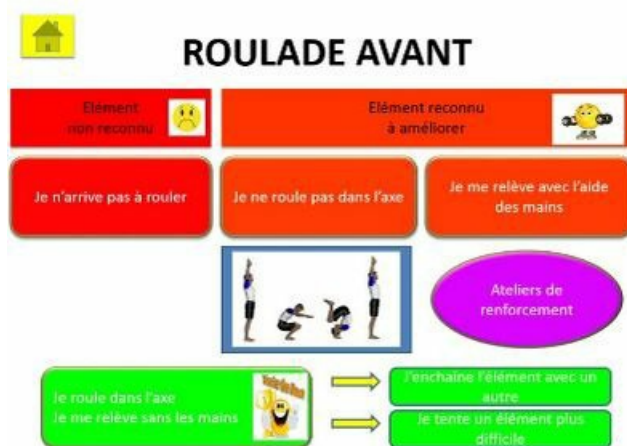 ROULADE AVANT
Elément
non reconnu
Elément reconnu
à améliorer
Je n'arrive pas à rouler
Je ne roule pas dans l'axe
Je me relève avec l'aide
des mains
Ateliers de
renforcement
Je roule dans l'axe
Je me relève sans les mains
J'enchaîne l'élément avec un
autre
Je tente un élément plus
difficile